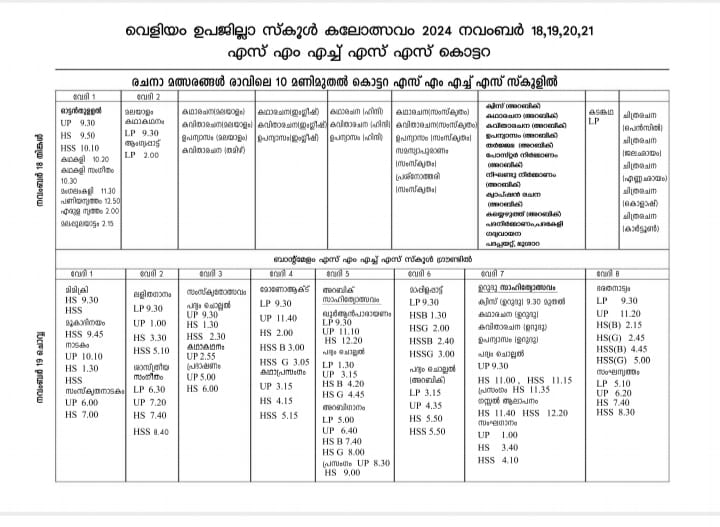 വെളിയം ഉപജില്ലാ സ്കൂൾ കലോത്സവം 2024 നവംബർ 18,19,20,21
എസ് എം എച്ച് എസ് എസ് കൊട്ടറ
രചനാ മത്സരങ്ങൾ രാവിലെ 10 മണിമുതൽ കൊട്ടറ എസ് എം എച്ച് എസ് സ്കൂളിൽ
നവംബർ 18 തിങ്കൾ
വേദി 1
ഓട്ടൻതുള്ളൽ
UP 9.30
HS 9.50
HSS 10.10
കഥകളി 10.20
കഥകളി സംഗീതം
10.30
മംഗലംകളി 11.30
പണിയനൃത്തം 12.50
എരുള നൃത്തം 2.00
മലപുലയാട്ടം 2.15
വേദി 2
മലയാളം
കഥാകഥനം
LP 9.30
ആംഗ്യപ്പാട്ട്
LP 2.00
കഥാരചന(മലയാളം)
കവിതാരചന(മലയാളം)
ഉപന്യാസം (മലയാളം)
കവിതാരചന (തമിഴ്)
കഥാരചന(ഇംഗ്ലീഷ്)
കവിതാരചന(ഇംഗ്ലീഷ്)
ഉപന്യാസം(ഇംഗ്ലീഷ്)
കഥാരചന (ഹിന്ദി)
കവിതാരചന (ഹിന്ദി)
ഉപന്യാസം (ഹിന്ദി)
കഥാരചന(സംസ്കൃതം)
കവിതാരചന(സംസ്കൃതം)
ഉപന്യാസം (സംസ്കൃതം)
സമസ്യാപൂരണം
(സംസ്കൃതം)
പ്രശ്നോത്തരി
(സംസ്കൃതം)
ക്വിസ് (അറബിക്)
കഥാരചന (അറബിക്)
കവിതാരചന (അറബിക്)
ഉപന്യാസം (അറബിക്)
തർജ്ജമ (അറബിക്)
പോസ്റ്റർ നിർമ്മാണം
(അറബിക്)
നിഘണ്ടു നിർമ്മാണം
(അറബിക്)
ക്യാപ്ഷൻ രചന
(അറബിക്)
കയ്യെഴുത്ത് (അറബിക്)
പദനിർമ്മാണം,പദകേളി
ഗദ്യവായന
പദപ്പയറ്റ്, മുശാറ
കടങ്കഥ
LP
ചിത്രരചന
(പെൻസിൽ)
ചിത്രരചന
(ജലഛായം)
ചിത്രരചന
(എണ്ണഛായം)
ചിത്രരചന
(കൊളാഷ്)
ചിത്രരചന
(കാർട്ടൂൺ)
ബാന്റ്മേളം എസ് എം എച്ച് എസ് സ്കൂൾ ഗ്രൗണ്ടിൽ
നവംബർ 19 ചൊവ്വ
വേദി 1
മിമിക്രി
HS 9.30
HSS
മൂകാഭിനയം
HSS 9.45
നാടകം
UP 10.10
HS 1.30
HSS
സംസ്കൃതനാടകം
UP 6.00
HS 7.00
വേദി 2
ലളിതഗാനം
LP 9.30
UP 1.00
HS 3.30
HSS 5.10
ശാസ്ത്രീയ
സംഗീതം
LP 6.30
UP 7.20
HS 7.40
HSS 8.40
വേദി 3
സംസ്കൃതോത്സവം
പദ്യം ചൊല്ലൽ
UP 9.30
HS 1.30
HSS 2.30
കഥാകഥനം
UP 2.55
പ്രഭാഷണം
UP 5.00
HS 6.00
വേദി 4
മോണോആക്ട്
LP 9.30
UP 11.40
HS 2.00
HSS B 3.00
HSS G 3.05
കഥാപ്രസംഗം
UP 3.15
HS 4.15
HSS 5.15
വേദി 5
അറബിക്
സാഹിത്യോത്സവം
ഖുർആൻപാരായണം
LP 9.30
UP 11.10
HS 12.20
പദ്യം ചൊല്ലൽ
LP 1.30
UP 3.15
HS B 4.20
HS G 4.45
അറബിഗാനം
LP 5.00
UP 6.40
HS B 7.40
HS G 8.00
പ്രസംഗം UP 8.30
HS 9.00
വേദി 6
മാപ്പിളപ്പാട്ട്
LP 9.30
HSB 1.30
HSG 2.00
HSSB 2.40
HSSG 3.00
പദ്യം ചൊല്ലൽ
(അറബിക്)
LP 3.15
UP 4.35
HS 5.50
HSS 5.50
വേദി 7
ഉറുദു സാഹിത്യോത്സവം
ക്വിസ് (ഉറുദു) 9.30 മുതൽ
കഥാരചന (ഉറുദു)
കവിതാരചന (ഉറുദു)
ഉപന്യാസം (ഉറുദു)
പദ്യം ചൊല്ലൽ
UP 9.30
HS 11.00 , HSS 11.15
പ്രസംഗം HS 11.35
ഗസ്സൽ ആലാപനം
HS 11.40 HSS 12.20
സംഘഗാനം
UP 1.00
HS 3.40
HSS 4.10
വേദി 8
ഭരതനാട്യം
LP 9.30
UP 11.20
HS(B) 2.15
HS(G) 2.45
HSS(B) 4.45
HSS(G) 5.00
സംഘനൃത്തം
LP 5.10
UP 6.20
HS 7.40
HSS 8.30